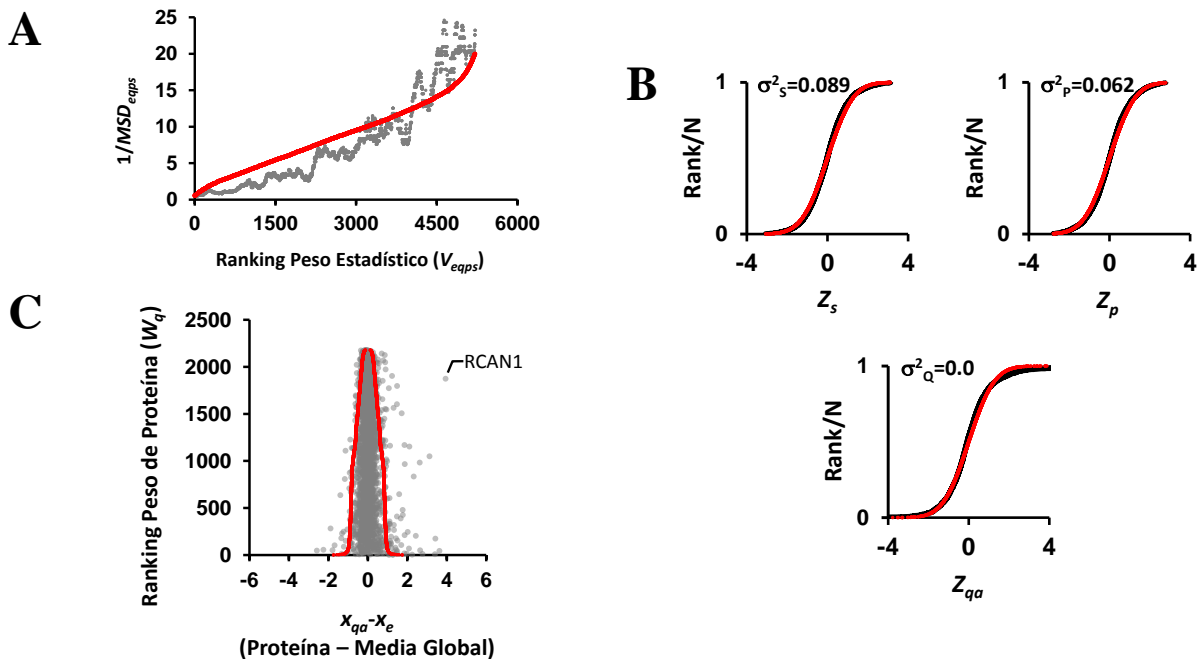 A
25
20
15
10
5
0
1/MSDeqps
0 1500 3000 4500 6000
Ranking Peso Estadístico (Veqps)
B
σ²S=0.089
1
0
Rank/N
-4 0 4
Zs
σ²P=0.062
1
0
Rank/N
-4 0 4
Zp
C
2500
2000
1500
1000
500
0
Ranking Peso de Proteína (Wq)
RCAN1
-6 -4 -2 0 2 4 6
xqa-xe
(Proteína – Media Global)
σ²Q=0.0
1
0
Rank/N
-4 0 4
Zqa